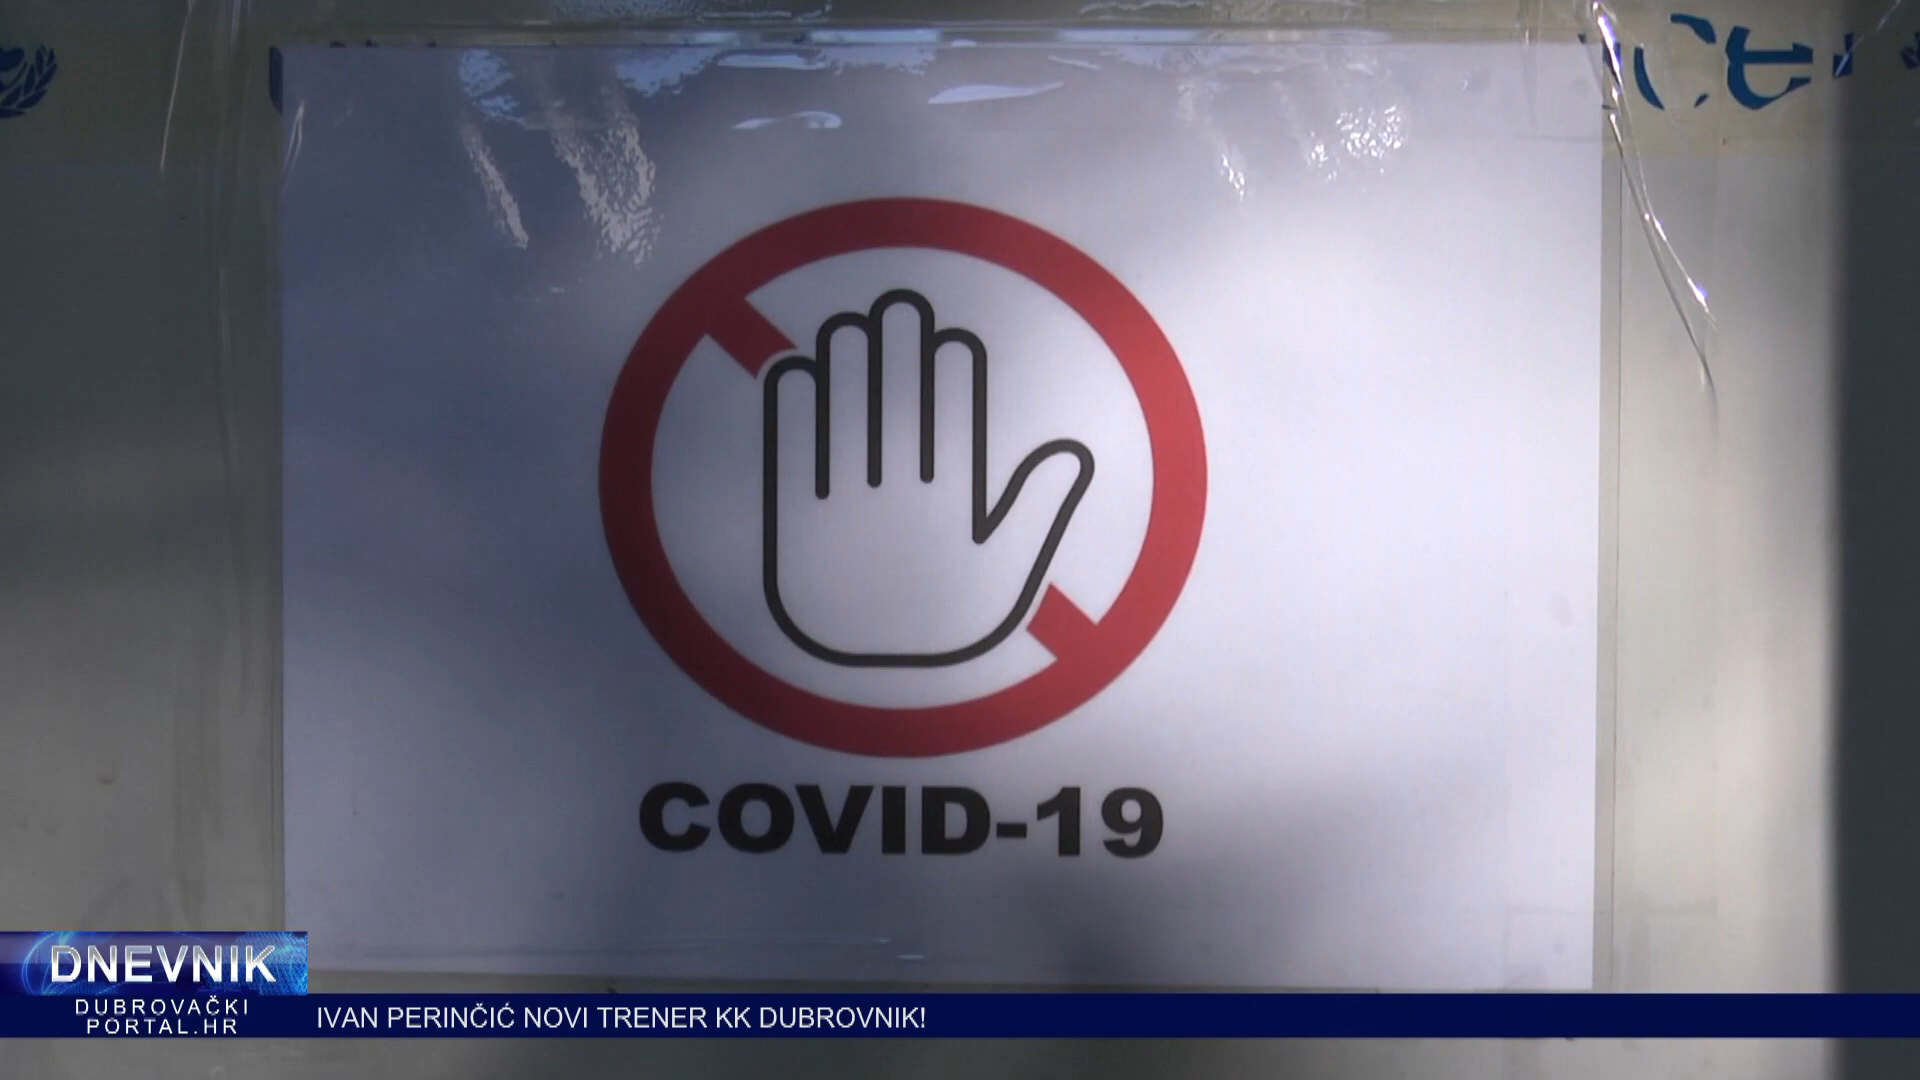 COVID-19
DNEVNIK
DUBROVAČKI
PORTAL.HR
IVAN PERINČIĆ NOVI TRENER KK DUBROVNIK!